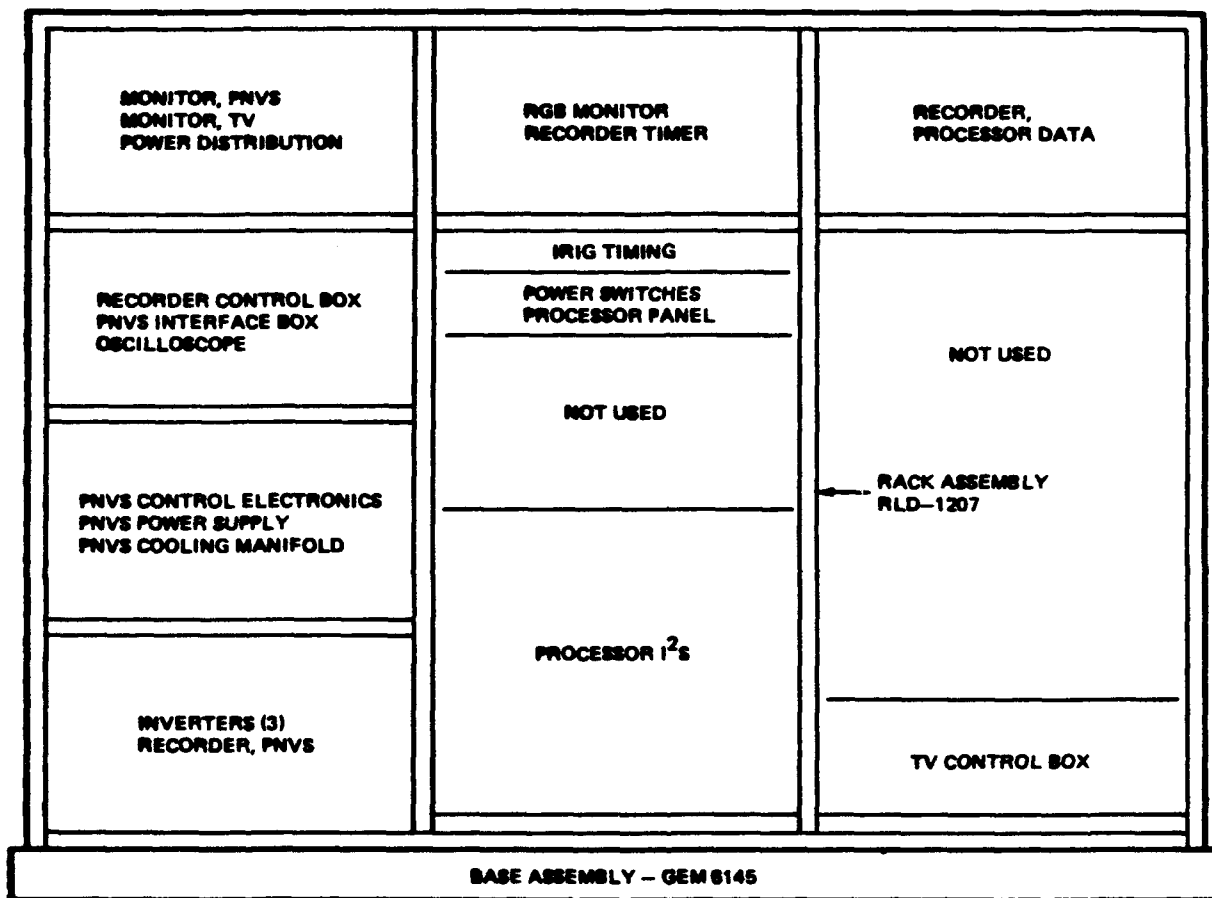 MONITOR, PNVS
MONITOR, TV
POWER DISTRIBUTION
RGB MONITOR
RECORDER TIMER
RECORDER,
PROCESSOR DATA
RECORDER CONTROL BOX
PNVS INTERFACE BOX
OSCILLOSCOPE
IRIG TIMING
POWER SWITCHES
PROCESSOR PANEL
NOT USED
NOT USED
RACK ASSEMBLY
RLD-1207
PNVS CONTROL ELECTRONICS
PNVS POWER SUPPLY
PNVS COOLING MANIFOLD
PROCESSOR I²S
INVERTERS (3)
RECORDER, PNVS
TV CONTROL BOX
BASE ASSEMBLY – GEM 6145